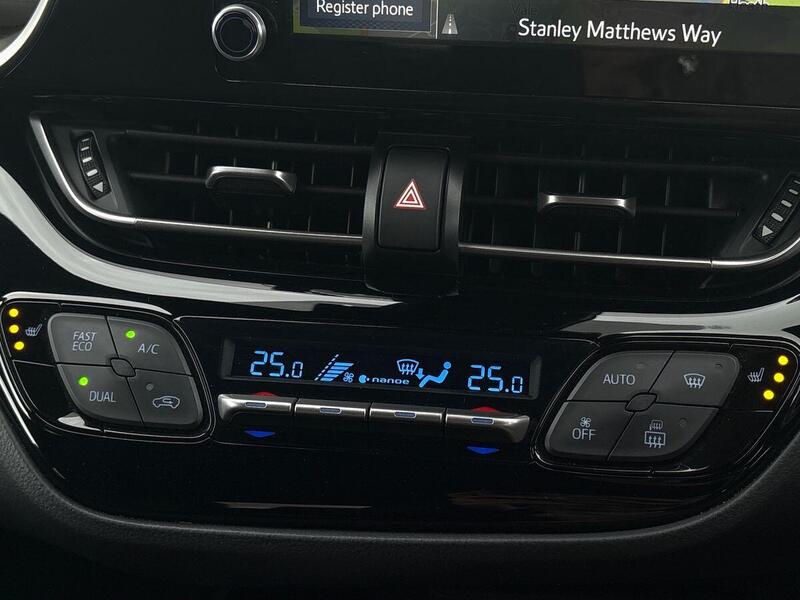 Register phone
Stanley Matthews Way
FAST
ECO
A/C
DUAL
25.0
nanoe
25.0
AUTO
OFF